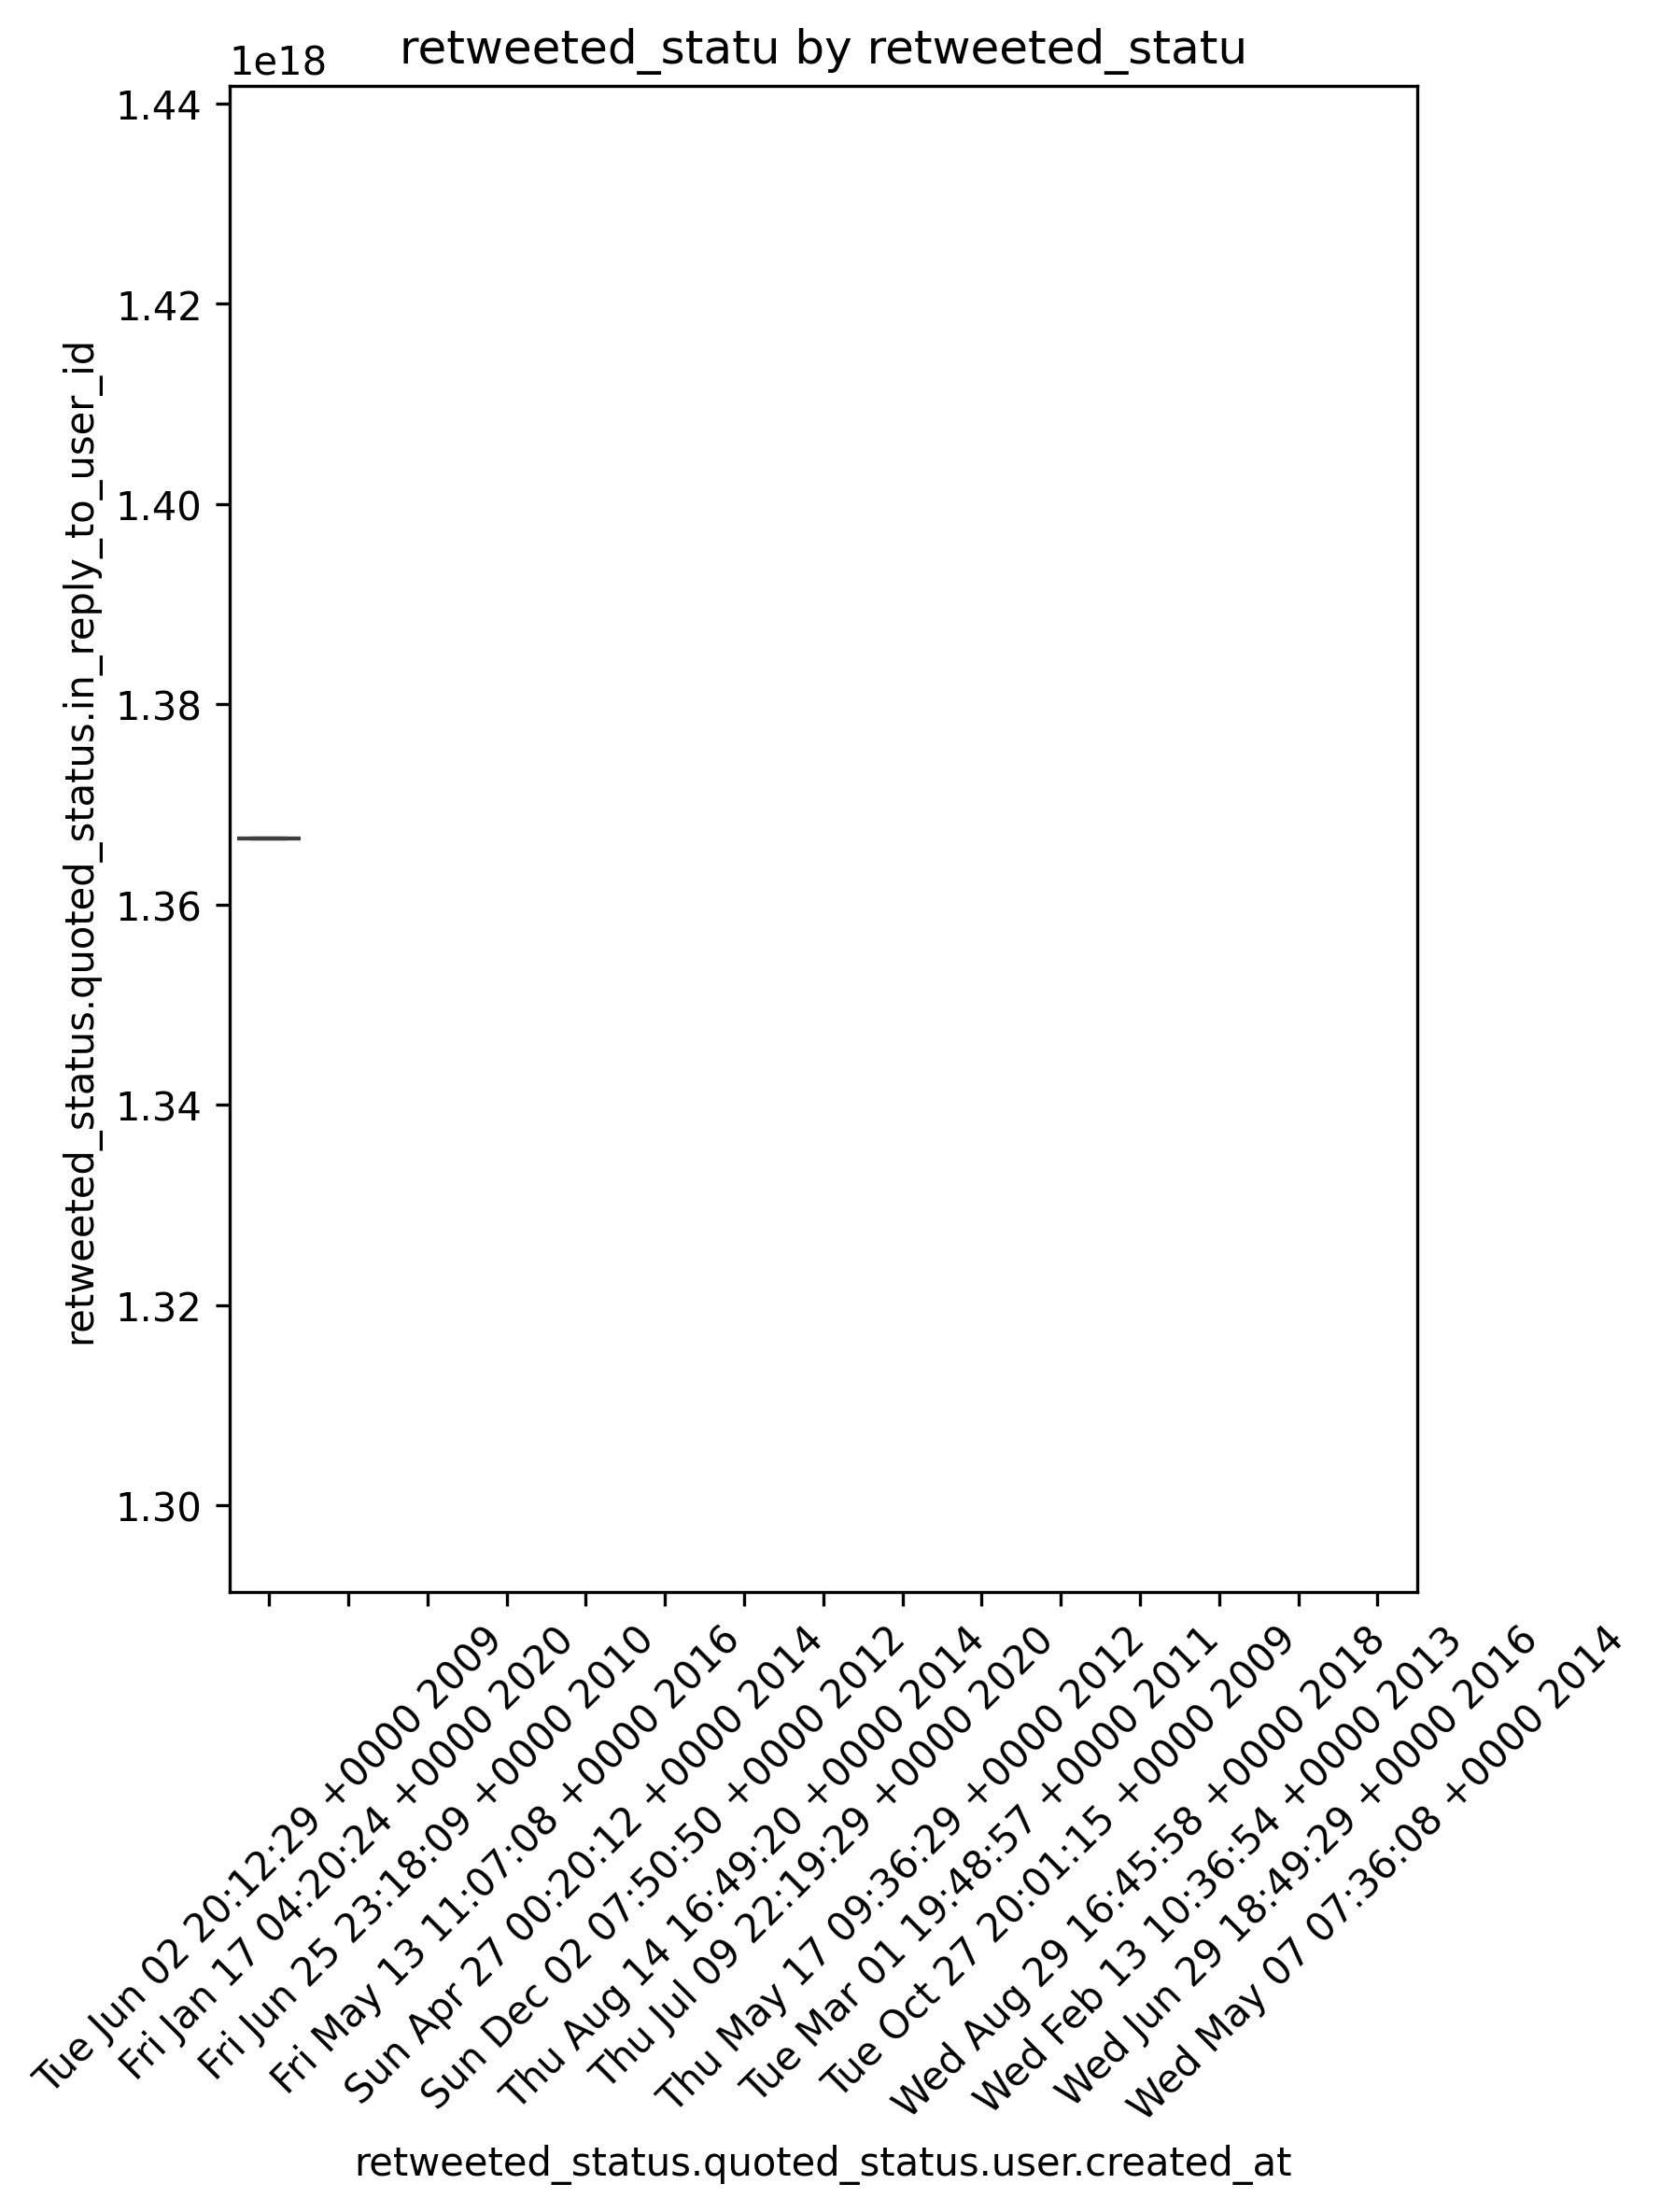 retweeted_statu by retweeted_statu
1e18
1.44
1.42
1.40
1.38
1.36
1.34
1.32
1.30
retweeted_status.quoted_status.in_reply_to_user_id
Tue Jun 02 20:12:29 +0000 2009
Fri Jan 17 04:20:24 +0000 2020
Fri Jun 25 23:18:09 +0000 2010
Fri May 13 11:07:08 +0000 2016
Sun Apr 27 00:20:12 +0000 2014
Sun Dec 02 07:50:50 +0000 2012
Thu Aug 14 16:49:20 +0000 2014
Thu Jul 09 22:19:29 +0000 2020
Thu May 17 09:36:29 +0000 2012
Tue Mar 01 19:48:57 +0000 2011
Tue Oct 27 20:01:15 +0000 2009
Wed Aug 29 16:45:58 +0000 2018
Wed Feb 13 10:36:54 +0000 2013
Wed Jun 29 18:49:29 +0000 2016
Wed May 07 07:36:08 +0000 2014
retweeted_status.quoted_status.user.created_at